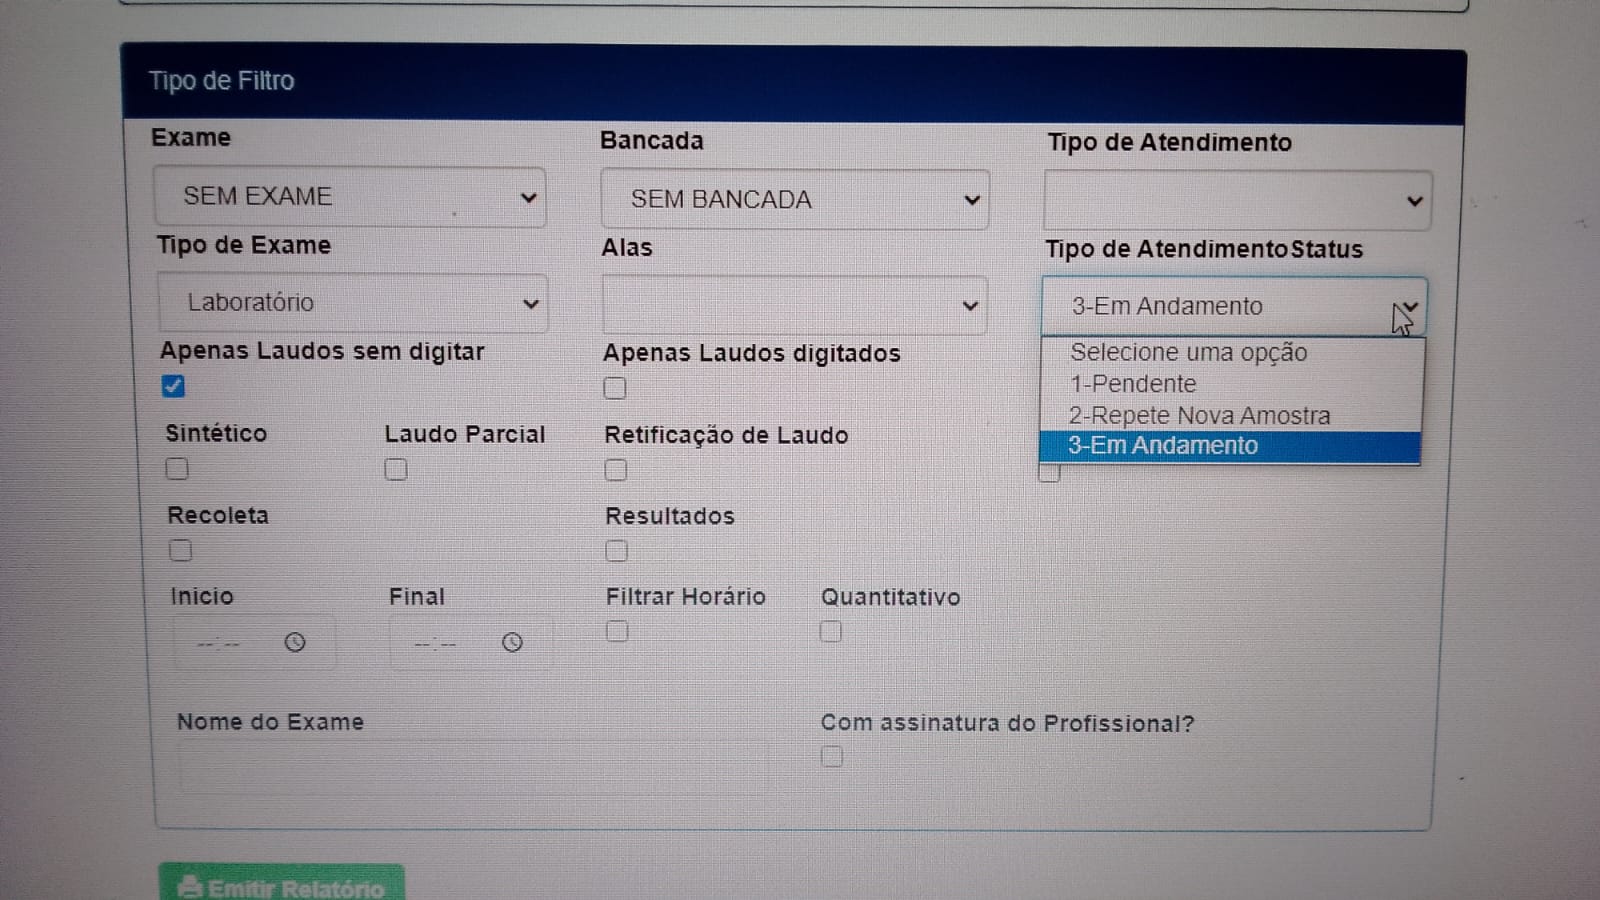 Tipo de Filtro
Exame
Bancada
Tipo de Atendimento
SEM EXAME
SEM BANCADA
Tipo de Exame
Alas
Tipo de AtendimentoStatus
Laboratório
3-Em Andamento
Apenas Laudos sem digitar
Apenas Laudos digitados
Selecione uma opção
1-Pendente
2-Repete Nova Amostra
3-Em Andamento
Sintético
Laudo Parcial
Retificação de Laudo
Recoleta
Resultados
Inicio
Final
Filtrar Horário
Quantitativo
--:--
--:--
Nome do Exame
Com assinatura do Profissional?
Emitir Relatório